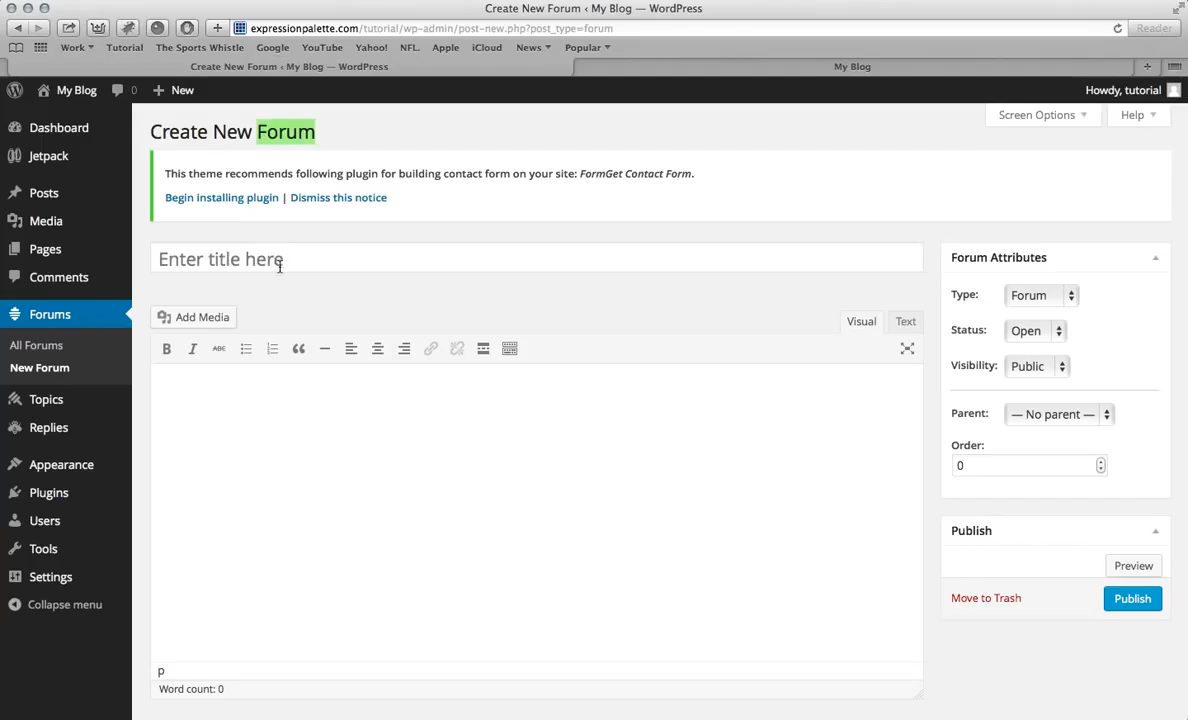 Create New Forum ‹ My Blog — WordPress
expressionpalette.com/tutorial/wp-admin/post-new.php?post_type=forum
Reader
Work Tutorial The Sports Whistle Google YouTube Yahoo! NFL. Apple iCloud News Popular
Create New Forum ‹ My Blog — WordPress
My Blog
My Blog 0 New
Howdy, tutorial
Screen Options
Help
Dashboard
Jetpack
Posts
Media
Pages
Comments
Forums
All Forums
New Forum
Topics
Replies
Appearance
Plugins
Users
Tools
Settings
Collapse menu
Create New Forum
This theme recommends following plugin for building contact form on your site: FormGet Contact Form.
Begin installing plugin | Dismiss this notice
Enter title here
Add Media
Visual Text
B I ABC
p
Word count: 0
Forum Attributes
Type: Forum
Status: Open
Visibility: Public
Parent: — No parent —
Order:
0
Publish
Preview
Move to Trash
Publish